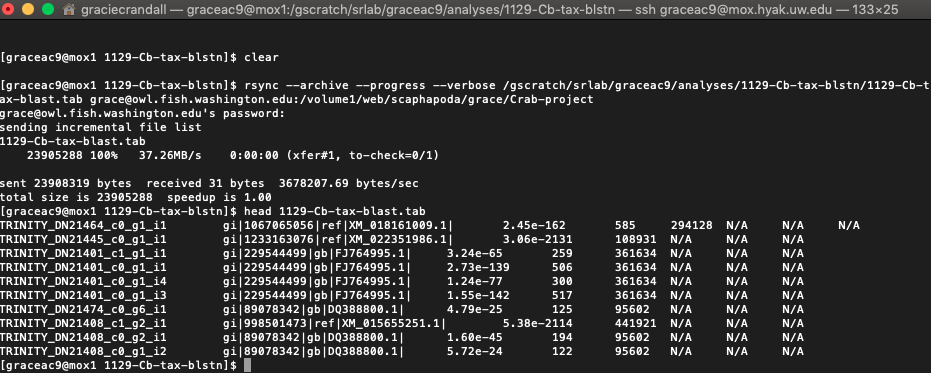 graciecrandall — graceac9@mox1:/gscratch/srlab/graceac9/analyses/1129-Cb-tax-blstn — ssh graceac9@mox.hyak.uw.edu — 133×25
[graceac9@mox1 1129-Cb-tax-blstn]$ clear
[graceac9@mox1 1129-Cb-tax-blstn]$ rsync --archive --progress --verbose /gscratch/srlab/graceac9/analyses/1129-Cb-tax-blstn/1129-Cb-t
ax-blast.tab grace@owl.fish.washington.edu:/volume1/web/scaphapoda/grace/Crab-project
grace@owl.fish.washington.edu's password:
sending incremental file list
1129-Cb-tax-blast.tab
23905288 100% 37.26MB/s 0:00:00 (xfer#1, to-check=0/1)
sent 23908319 bytes received 31 bytes 3678207.69 bytes/sec
total size is 23905288 speedup is 1.00
[graceac9@mox1 1129-Cb-tax-blstn]$ head 1129-Cb-tax-blast.tab
TRINITY_DN21464_c0_g1_i1 gi|1067065056|ref|XM_018161009.1| 2.45e-162 585 294128 N/A N/A N/A
TRINITY_DN21445_c0_g1_i1 gi|1233163076|ref|XM_022351986.1| 3.06e-2131 108931 N/A N/A N/A
TRINITY_DN21401_c0_g1_i1 gi|229544499|gb|FJ764995.1| 3.24e-65 259 361634 N/A N/A N/A
TRINITY_DN21401_c0_g1_i1 gi|229544499|gb|FJ764995.1| 2.73e-139 506 361634 N/A N/A N/A
TRINITY_DN21401_c0_g1_i4 gi|229544499|gb|FJ764995.1| 1.24e-77 300 361634 N/A N/A N/A
TRINITY_DN21401_c0_g1_i3 gi|229544499|gb|FJ764995.1| 1.55e-142 517 361634 N/A N/A N/A
TRINITY_DN21474_c0_g6_i1 gi|89078342|gb|DQ388800.1| 4.79e-25 125 95602 N/A N/A N/A
TRINITY_DN21408_c1_g2_i1 gi|998501473|ref|XM_015655251.1| 5.38e-2114 441921 N/A N/A N/A
TRINITY_DN21408_c0_g2_i1 gi|89078342|gb|DQ388800.1| 1.60e-45 194 95602 N/A N/A N/A
TRINITY_DN21408_c0_g1_i2 gi|89078342|gb|DQ388800.1| 5.72e-24 122 95602 N/A N/A N/A
[graceac9@mox1 1129-Cb-tax-blstn]$